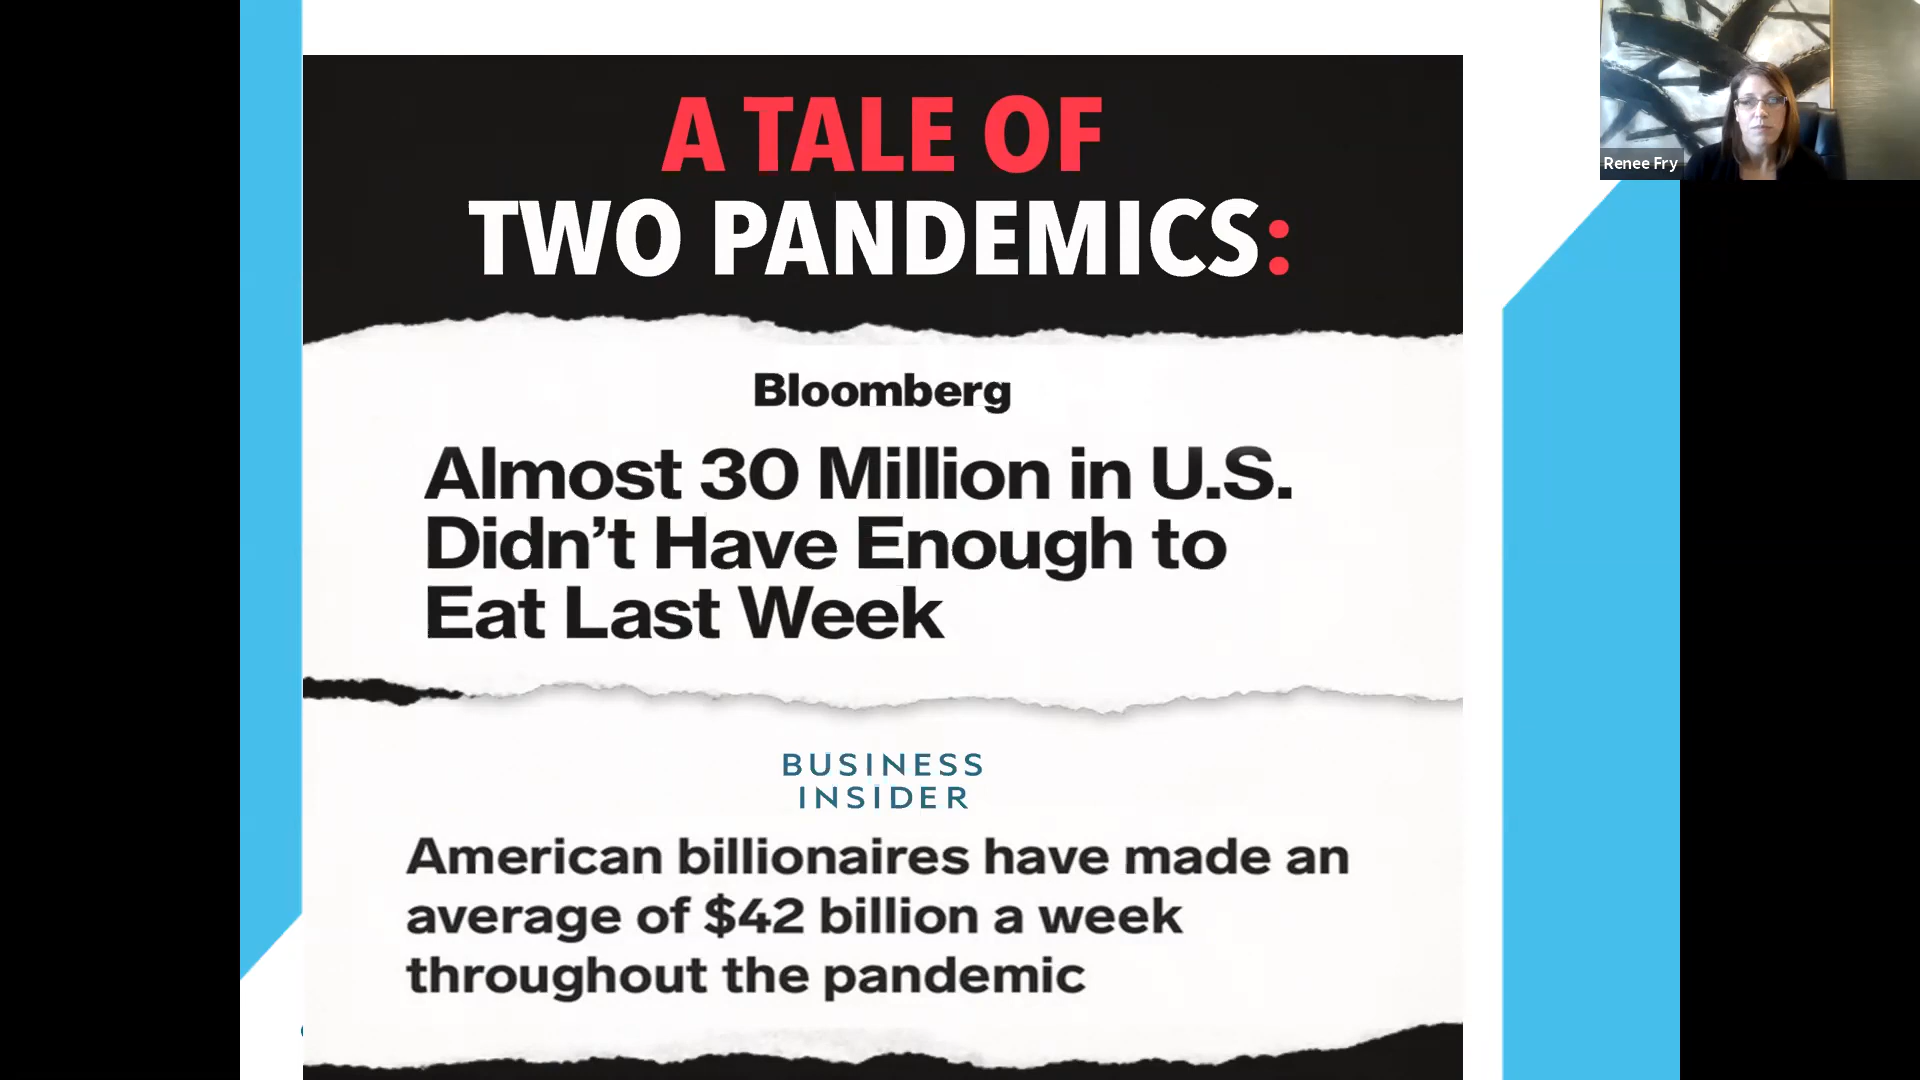 A TALE OF
TWO PANDEMICS:
Bloomberg
Almost 30 Million in U.S.
Didn’t Have Enough to
Eat Last Week
BUSINESS
INSIDER
American billionaires have made an
average of $42 billion a week
throughout the pandemic
Renee Fry